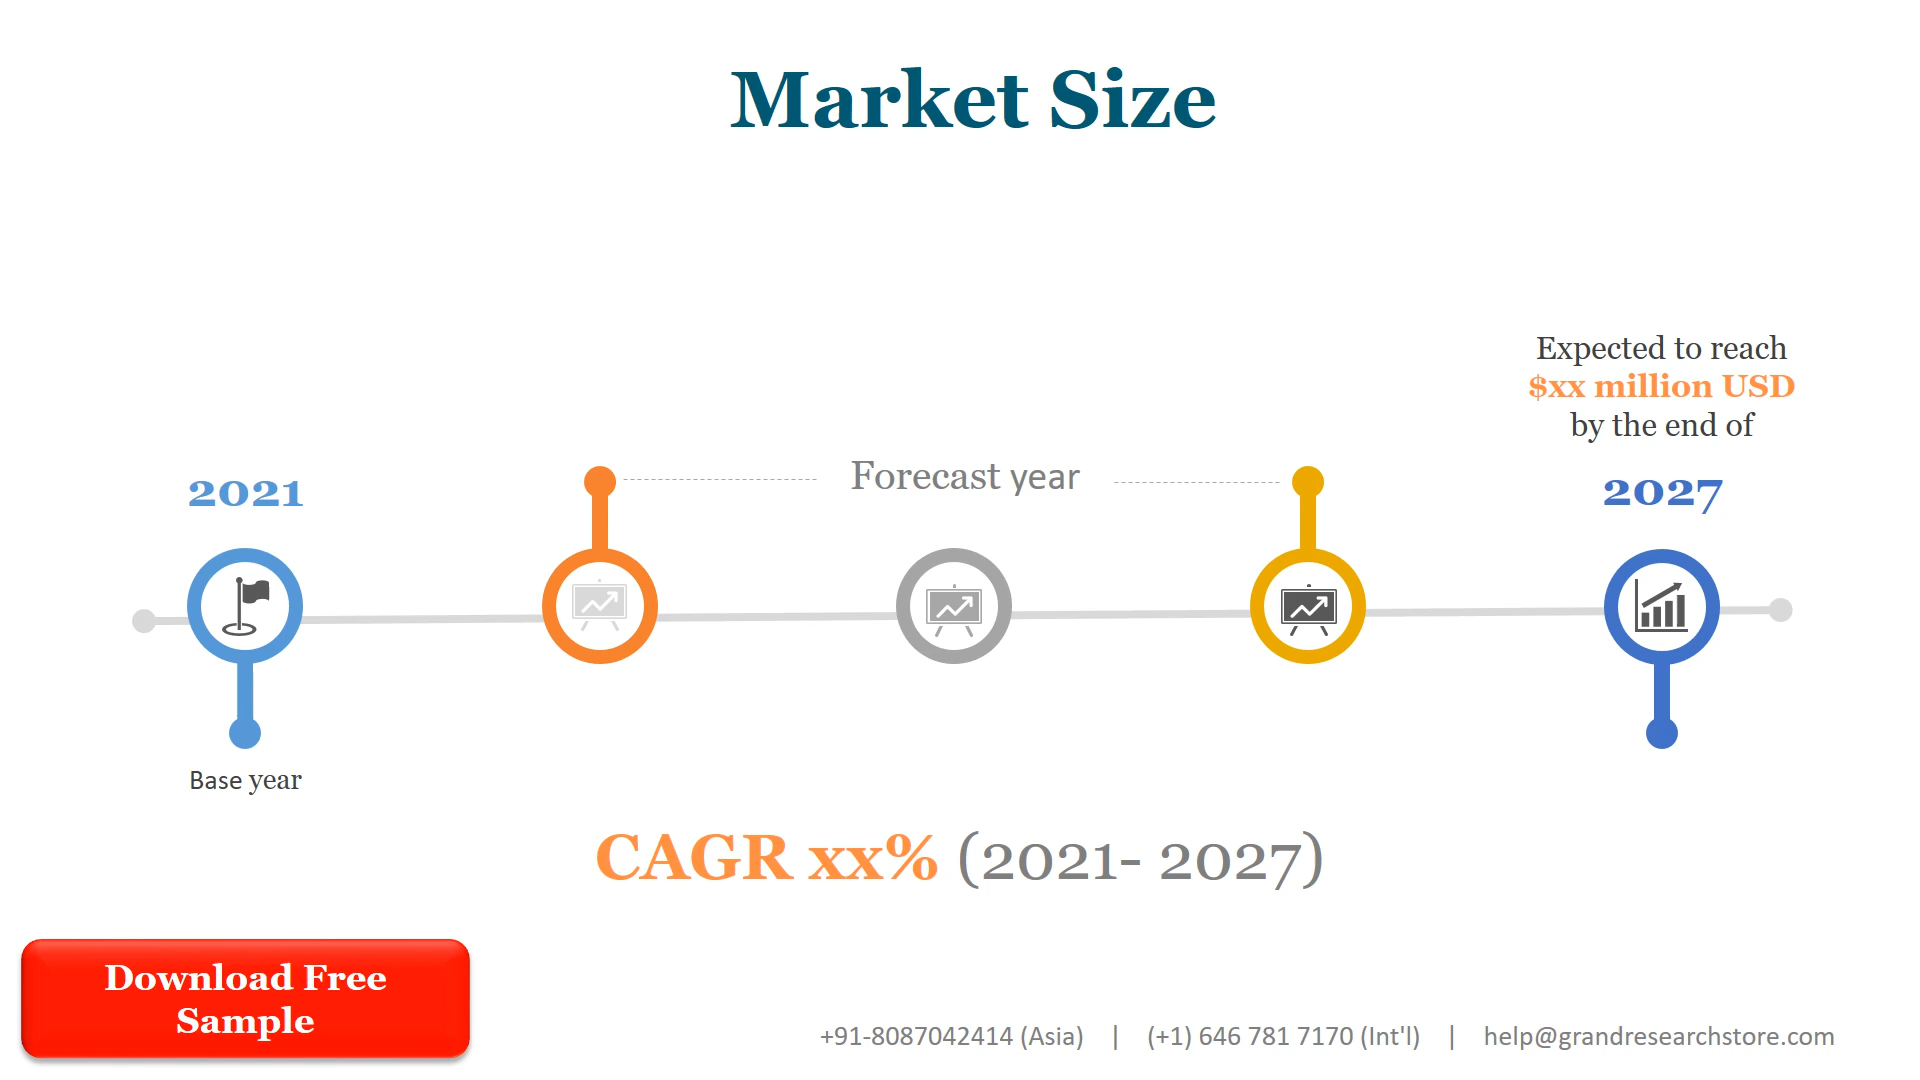 Market Size
Expected to reach
$xx million USD
by the end of
2021
Forecast year
2027
Base year
CAGR xx% (2021- 2027)
Download Free
Sample
+91-8087042414 (Asia) | (+1) 646 781 7170 (Int'l) | help@grandresearchstore.com